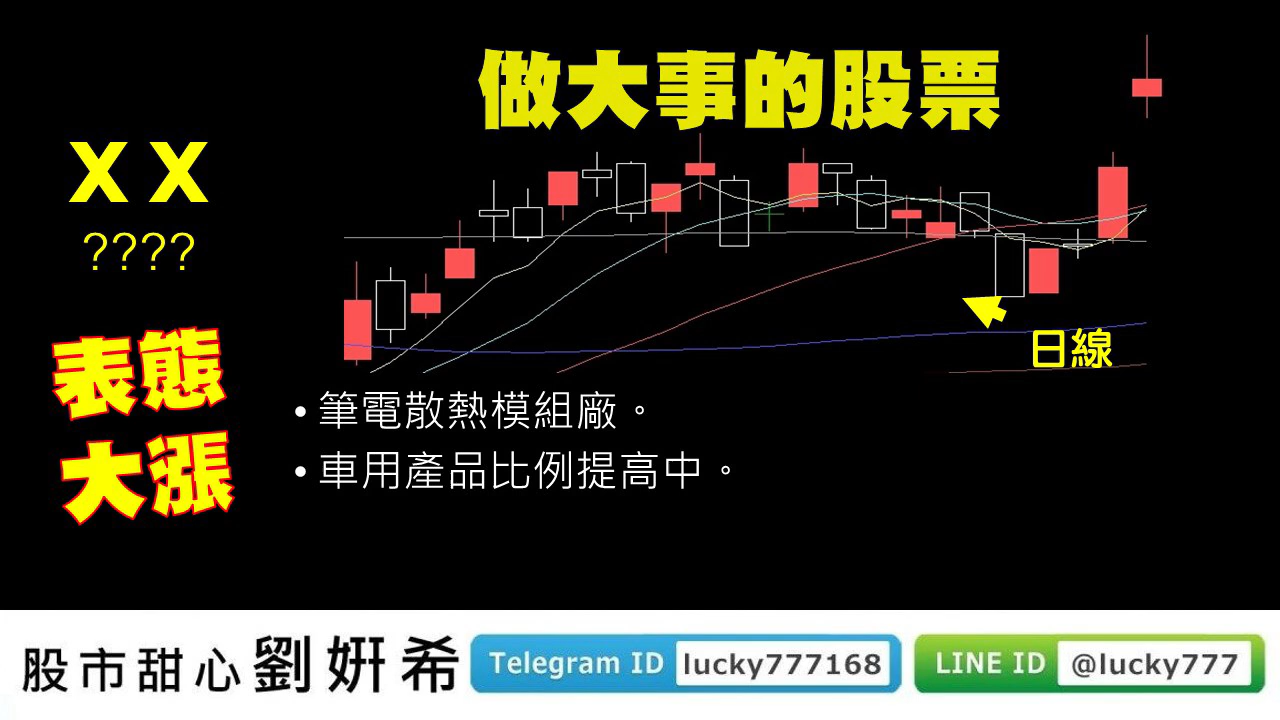 做大事的股票
X X
????
表態
大漲
日線
• 筆電散熱模組廠。
• 車用產品比例提高中。
股市甜心劉妍希 Telegram ID lucky777168 LINE ID @lucky777